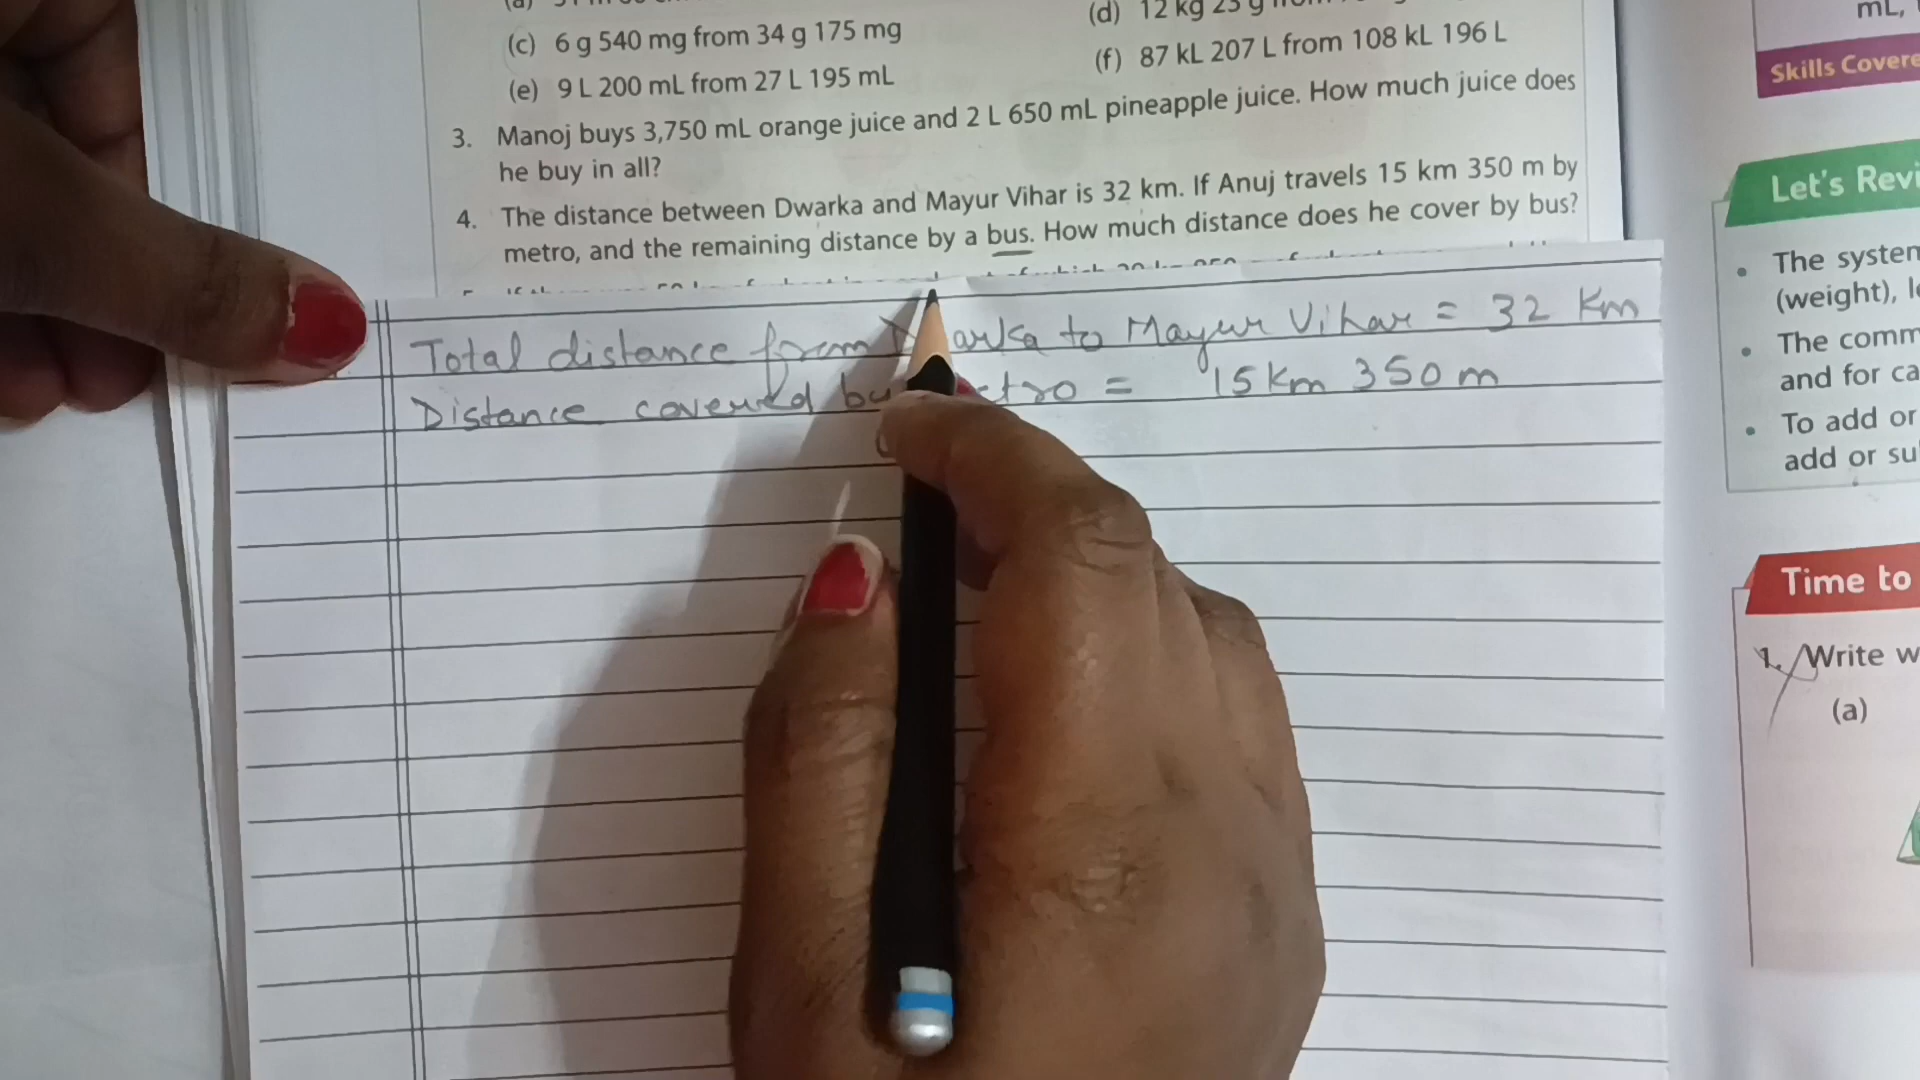 (c) 6 g 540 mg from 34 g 175 mg
(d) 12 kg 25 g
(e) 9 L 200 mL from 27 L 195 mL
(f) 87 kL 207 L from 108 kL 196 L
3. Manoj buys 3,750 mL orange juice and 2 L 650 mL pineapple juice. How much juice does
he buy in all?
4. The distance between Dwarka and Mayur Vihar is 32 km. If Anuj travels 15 km 350 m by
metro, and the remaining distance by a bus. How much distance does he cover by bus?
Total distance from arka to Mayur Vihar = 32 Km
Distance covered by tro = 15 Km 350 m
mL,
Skills Covere
Let's Revi
• The system
(weight), le
• The comm
and for ca
• To add or
add or su
Time to
1. Write w
(a)